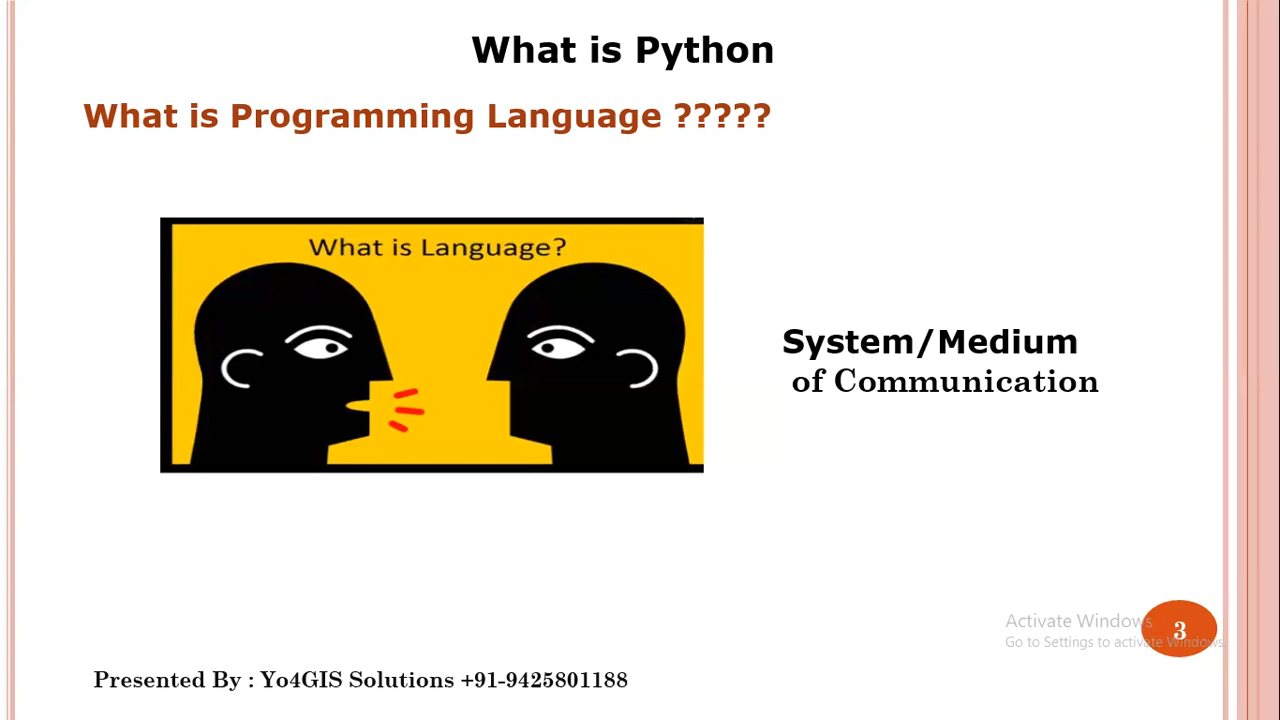 What is Python
What is Programming Language ?????
What is Language?
System/Medium
of Communication
Activate Windows
Go to Settings to activate Windows
3
Presented By : Yo4GIS Solutions +91-9425801188